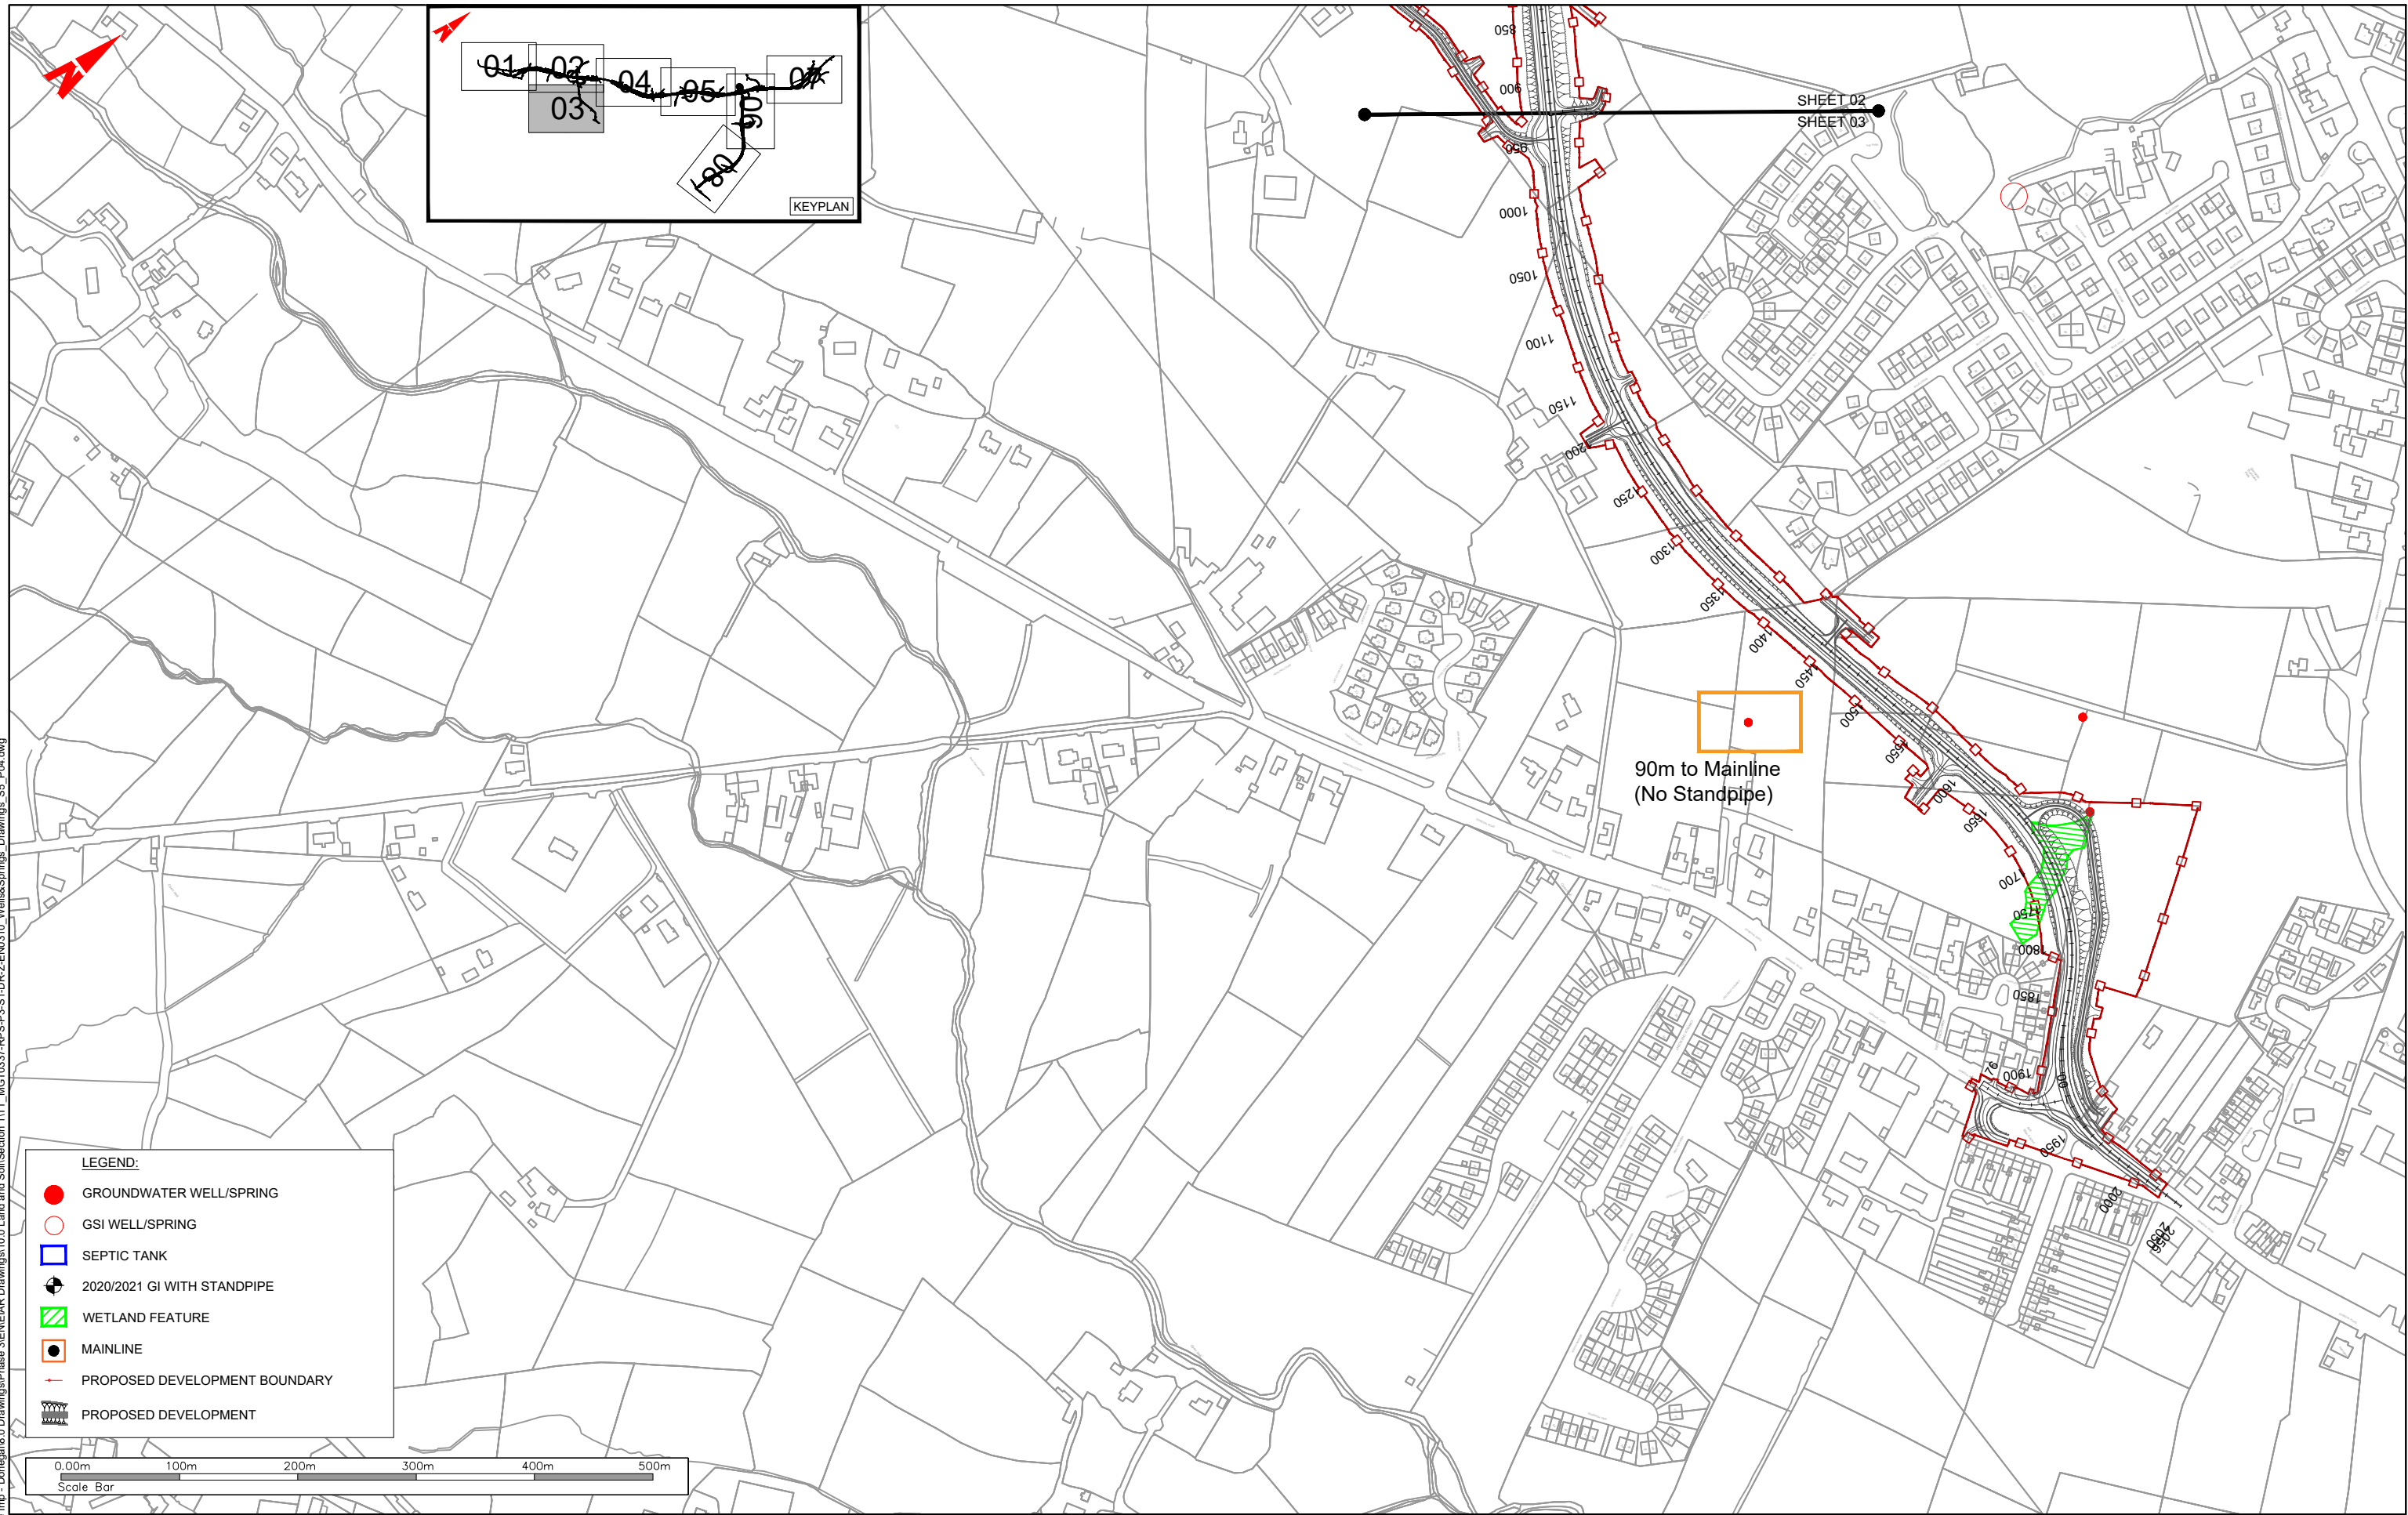 N
N
01
02
03
04
05
06
07
08
KEYPLAN
SHEET 02
SHEET 03
850
900
950
1000
1050
1100
1150
1200
1250
1300
1350
1400
1450
1500
1550
1600
1650
1700
1750
1800
1850
1900
1950
2000
2050
2056
90m to Mainline
(No Standpipe)
LEGEND:
GROUNDWATER WELL/SPRING
GSI WELL/SPRING
SEPTIC TANK
2020/2021 GI WITH STANDPIPE
WETLAND FEATURE
MAINLINE
PROPOSED DEVELOPMENT BOUNDARY
PROPOSED DEVELOPMENT
0.00m 100m 200m 300m 400m 500m
Scale Bar